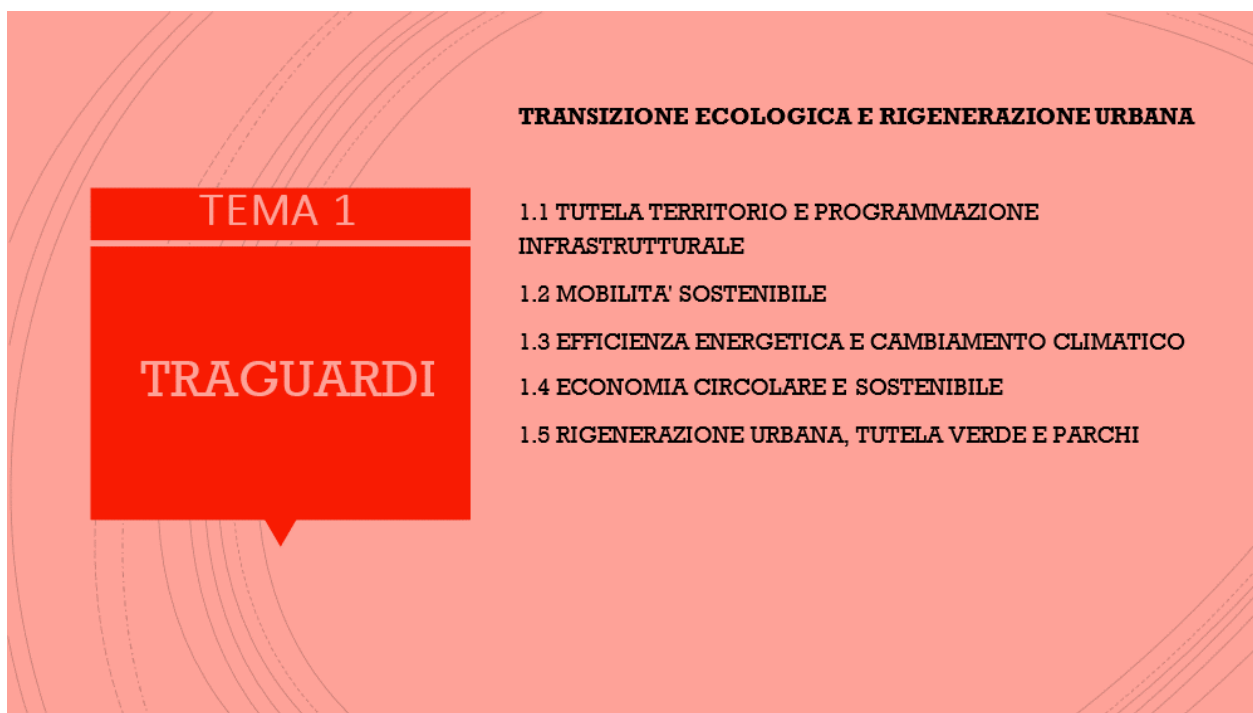 TEMA 1
TRAGUARDI
TRANSIZIONE ECOLOGICA E RIGENERAZIONE URBANA
1.1 TUTELA TERRITORIO E PROGRAMMAZIONE
INFRASTRUTTURALE
1.2 MOBILITA' SOSTENIBILE
1.3 EFFICIENZA ENERGETICA E CAMBIAMENTO CLIMATICO
1.4 ECONOMIA CIRCOLARE E SOSTENIBILE
1.5 RIGENERAZIONE URBANA, TUTELA VERDE E PARCHI